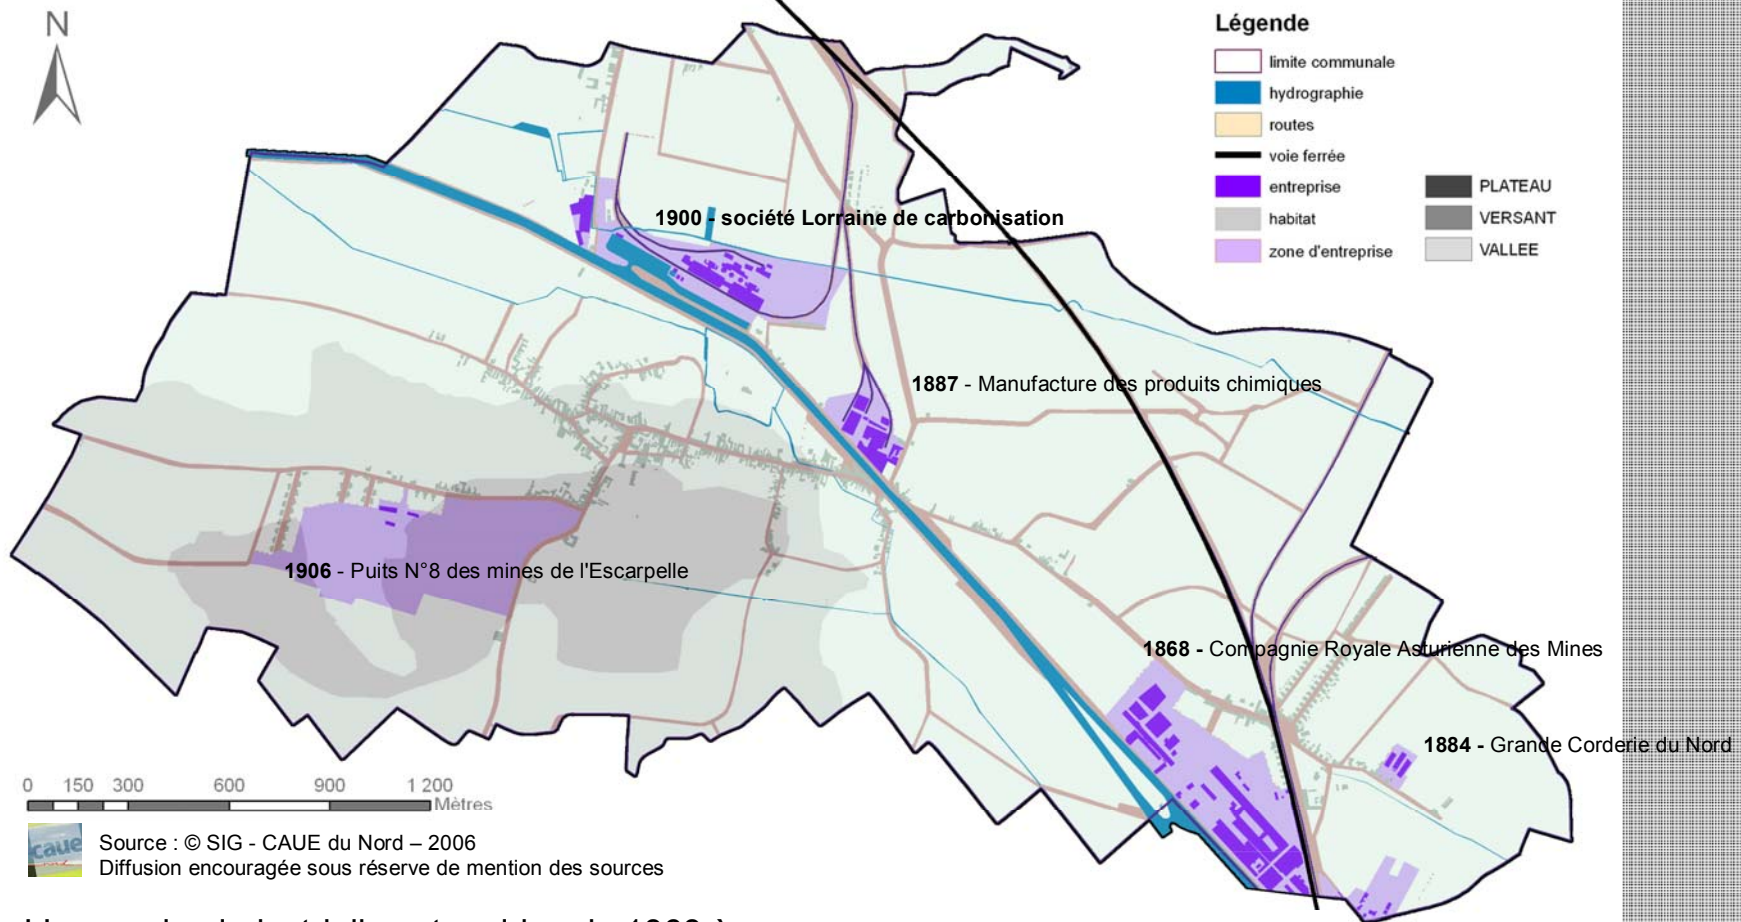 N
Légende
limite communale
hydrographie
routes
voie ferrée
entreprise
habitat
zone d'entreprise
PLATEAU
VERSANT
VALLEE
1900 - société Lorraine de carbonisation
1887 - Manufacture des produits chimiques
1906 - Puits N°8 des mines de l'Escarpelle
1868 - Compagnie Royale Asturienne des Mines
1884 - Grande Corderie du Nord
0 150 300 600 900 1 200
Mètres
caue
Source : © SIG - CAUE du Nord – 2006
Diffusion encouragée sous réserve de mention des sources